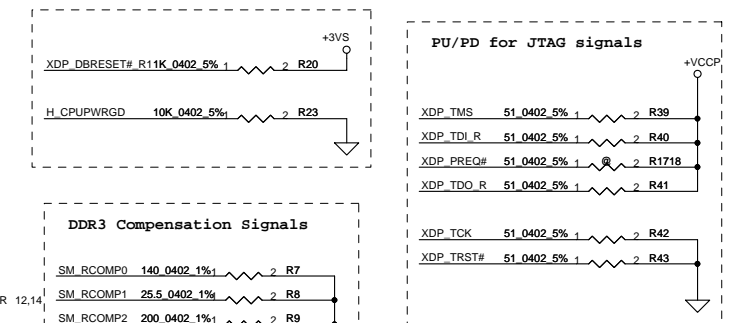 +3VS
XDP_DBRESET#_R11K_0402_5% 1 2 R20
H_CPUPWRGD 10K_0402_5%1 2 R23
PU/PD for JTAG signals
+VCCP
XDP_TMS 51_0402_5% 1 2 R39
XDP_TDI_R 51_0402_5% 1 2 R40
XDP_PREQ# 51_0402_5% 1 @ 2 R1718
XDP_TDO_R 51_0402_5% 1 2 R41
XDP_TCK 51_0402_5% 1 2 R42
XDP_TRST# 51_0402_5% 1 2 R43
DDR3 Compensation Signals
SM_RCOMP0 140_0402_1%1 2 R7
R 12,14
SM_RCOMP1 25.5_0402_1%1 2 R8
SM_RCOMP2 200_0402_1%1 2 R9